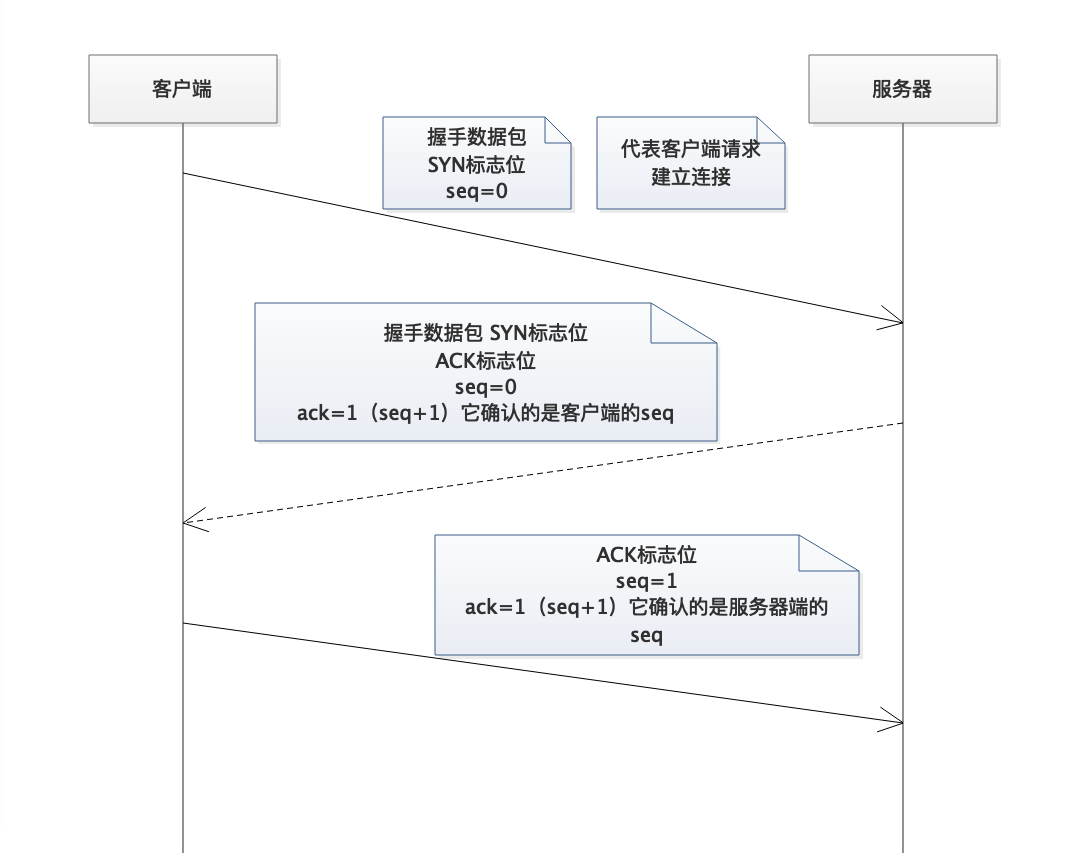 客户端
服务器
握手数据包
SYN标志位
seq=0
代表客户端请求
建立连接
握手数据包 SYN标志位
ACK标志位
seq=0
ack=1（seq+1）它确认的是客户端的seq
ACK标志位
seq=1
ack=1（seq+1）它确认的是服务器端的
seq